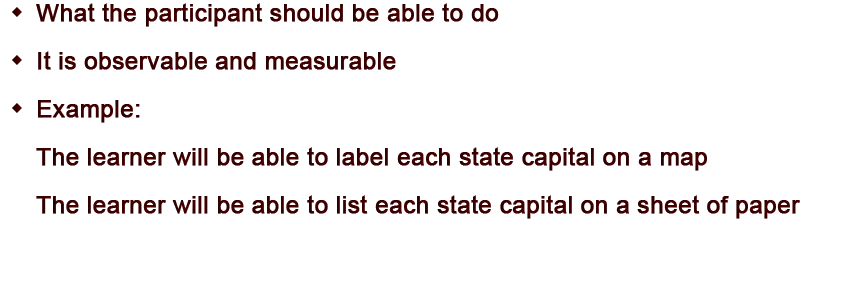 ◆ What the participant should be able to do
◆ It is observable and measurable
◆ Example:
The learner will be able to label each state capital on a map
The learner will be able to list each state capital on a sheet of paper